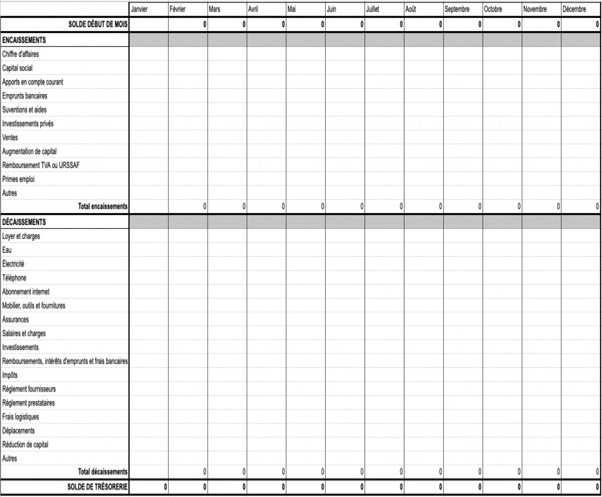 Janvier Février Mars Avril Mai Juin Juillet Août Septembre Octobre Novembre Décembre
SOLDE DÉBUT DE MOIS 0 0 0 0 0 0 0 0 0 0 0
ENCAISSEMENTS
Chiffre d'affaires
Capital social
Apports en compte courant
Emprunts bancaires
Suventions et aides
Investissements privés
Ventes
Augmentation de capital
Remboursement TVA ou URSSAF
Primes emploi
Autres
Total encaissements 0 0 0 0 0 0 0 0 0 0 0
DÉCAISSEMENTS
Loyer et charges
Eau
Électricité
Téléphone
Abonnement internet
Mobilier, outils et fournitures
Assurances
Salaires et charges
Investissements
Remboursements, intérêts d'emprunts et frais bancaires
Impôts
Règlement fournisseurs
Règlement prestataires
Frais logistiques
Déplacements
Réduction de capital
Autres
Total décaissements 0 0 0 0 0 0 0 0 0 0 0
SOLDE DE TRÉSORERIE 0 0 0 0 0 0 0 0 0 0 0 0